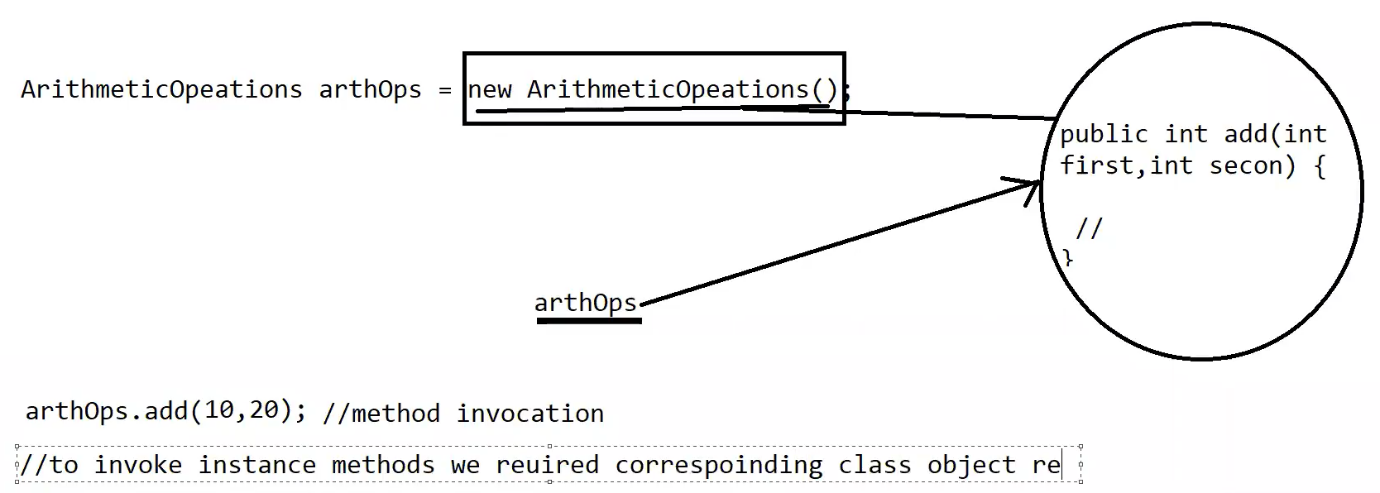 ArithmeticOpeations arthOps = new ArithmeticOpeations();
public int add(int
first,int secon) {
//
}
arthOps
arthOps.add(10,20); //method invocation
//to invoke instance methods we reuired correspoinding class object re